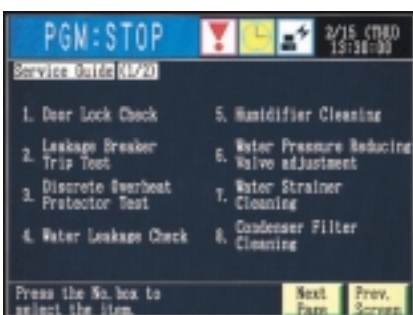 PGM:STOP
2/15 (THU)
13:30:00
Service Guide (1/2)
1. Door Lock Check
2. Leakage Breaker
Trip Test
3. Discrete Overheat
Protector Test
4. Water Leakage Check
5. Humidifier Cleaning
6. Water Pressure Reducing
Valve adjustment
7. Water Strainer
Cleaning
8. Condenser Filter
Cleaning
Press the No. box to
select the item.
Next
Page
Prev.
Screen